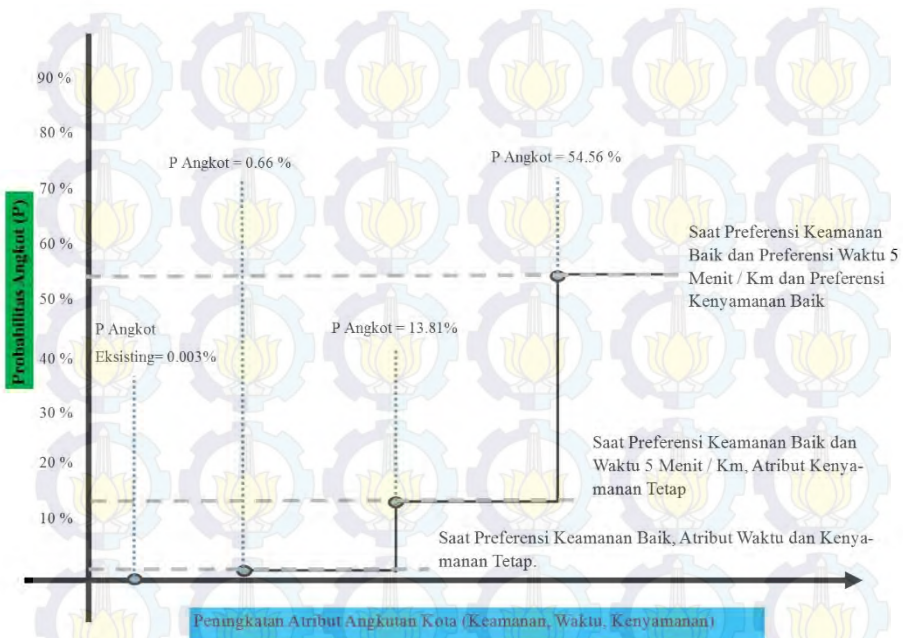 90 %
80 %
P Angkot = 0.66 %
P Angkot = 54.56 %
70 %
60 %
Saat Preferensi Keamanan
Baik dan Preferensi Waktu 5
Menit / Km dan Preferensi
Kenyamanan Baik
50 %
P Angkot
Eksisting= 0.003%
P Angkot = 13.81%
40 %
30 %
Saat Preferensi Keamanan Baik dan
Waktu 5 Menit / Km, Atribut Kenya-
manan Tetap
20 %
10 %
Saat Preferensi Keamanan Baik, Atribut Waktu dan Kenya-
manan Tetap.
Probabilitas Angkot (P)
Peningkatan Atribut Angkutan Kota (Keamanan, Waktu, Kenyamanan)